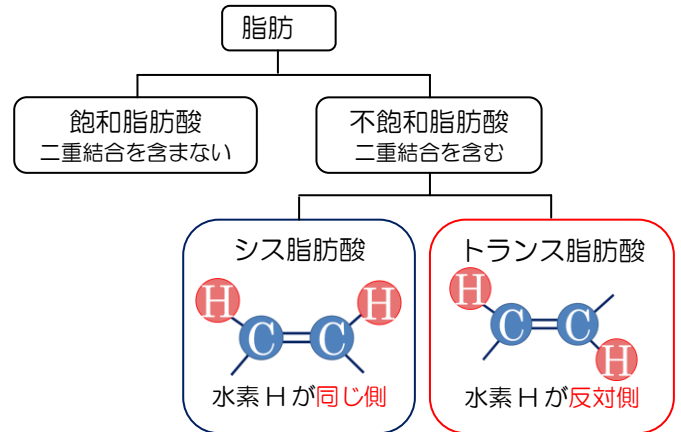 脂肪
飽和脂肪酸
二重結合を含まない
不飽和脂肪酸
二重結合を含む
シス脂肪酸
H H
C C
水素 H が同じ側
トランス脂肪酸
H
C C
H
水素 H が反対側